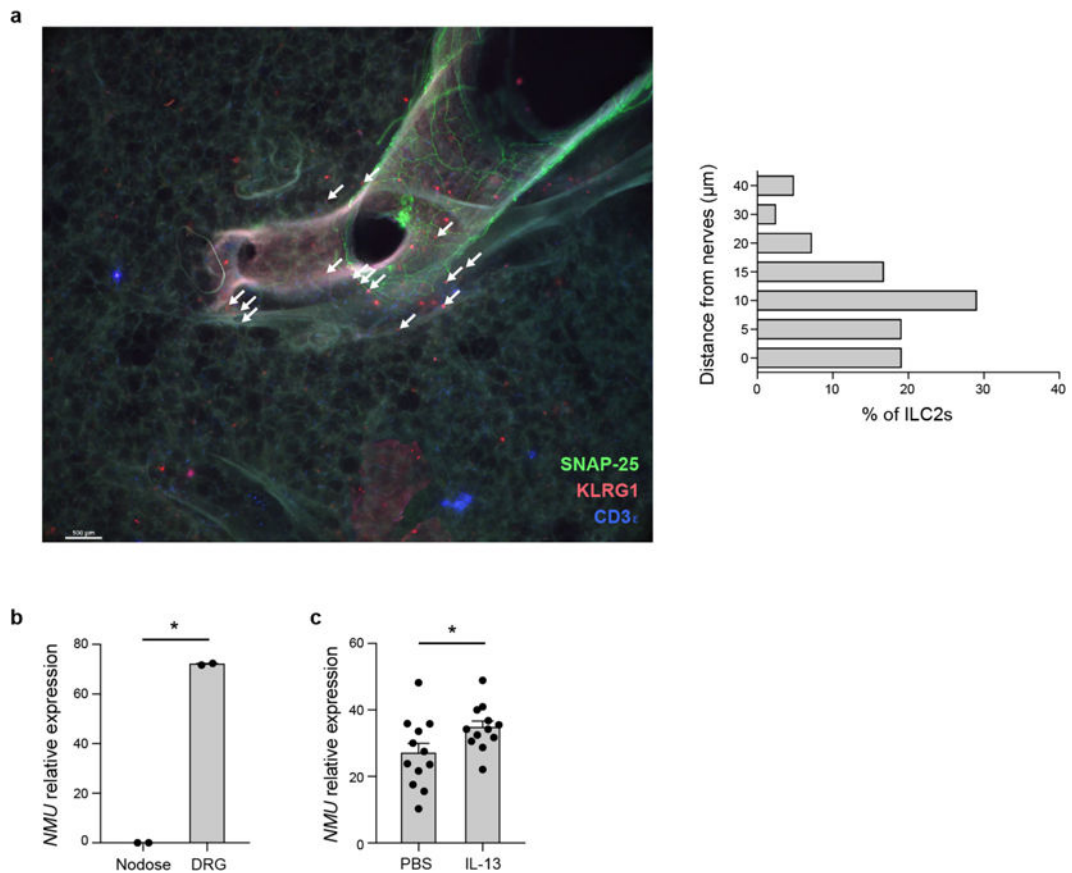 a
SNAP-25
KLRG1
CD3ε
500 µm
Distance from nerves (µm)
40
30
20
15
10
5
0
0 10 20 30 40
% of ILC2s
b
*
NMU relative expression
80
60
40
20
0
Nodose DRG
c
*
NMU relative expression
60
40
20
0
PBS IL-13